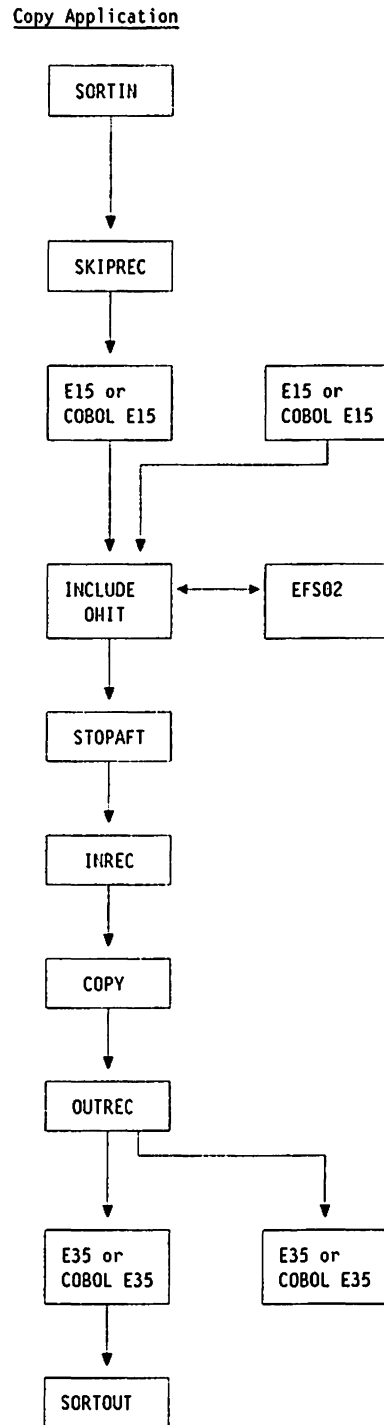 Copy Application
SORTIN
SKIPREC
E15 or
COBOL E15
E15 or
COBOL E15
INCLUDE
OMIT
EFS02
STOPAFT
INREC
COPY
OUTREC
E35 or
COBOL E35
E35 or
COBOL E35
SORTOUT